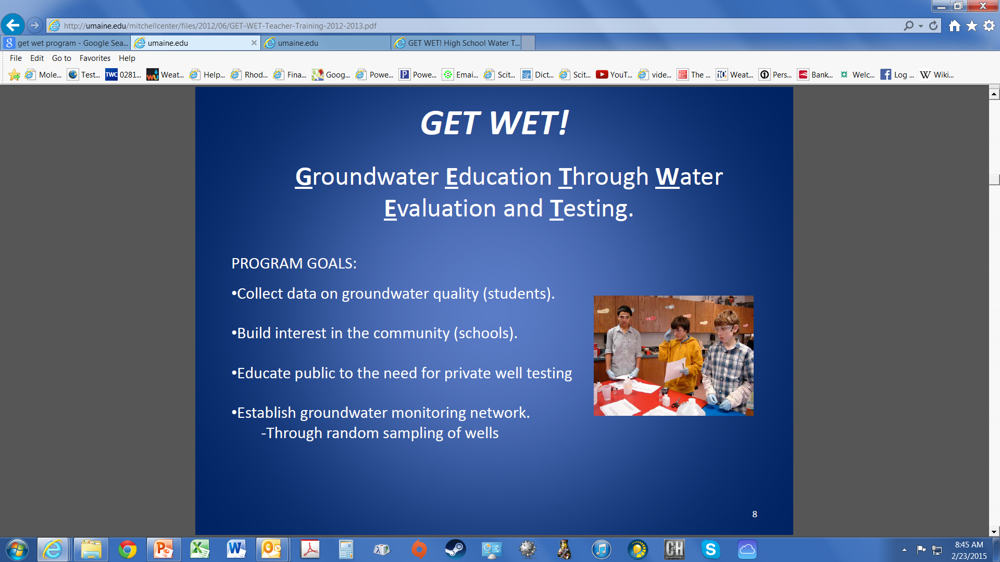 http://umaine.edu/mitchellcenter/files/2012/06/GET-WET-Teacher-Training-2012-2013.pdf
get wet program - Google Sea...
umaine.edu
umaine.edu
GET WET! High School Water T...
File Edit Go to Favorites Help
Mole... Test... TWC 0281... Weat... Help... Rhod... Fina... Goog... Powe... P Powe... Emai... Scit... Dict... Scit... YouT... vide... The ... Weat... Pers... Bank... Welc... Log ... W Wiki...
GET WET!
Groundwater Education Through Water
Evaluation and Testing.
PROGRAM GOALS:
•Collect data on groundwater quality (students).
•Build interest in the community (schools).
•Educate public to the need for private well testing
•Establish groundwater monitoring network.
-Through random sampling of wells
8
8:45 AM
2/23/2015